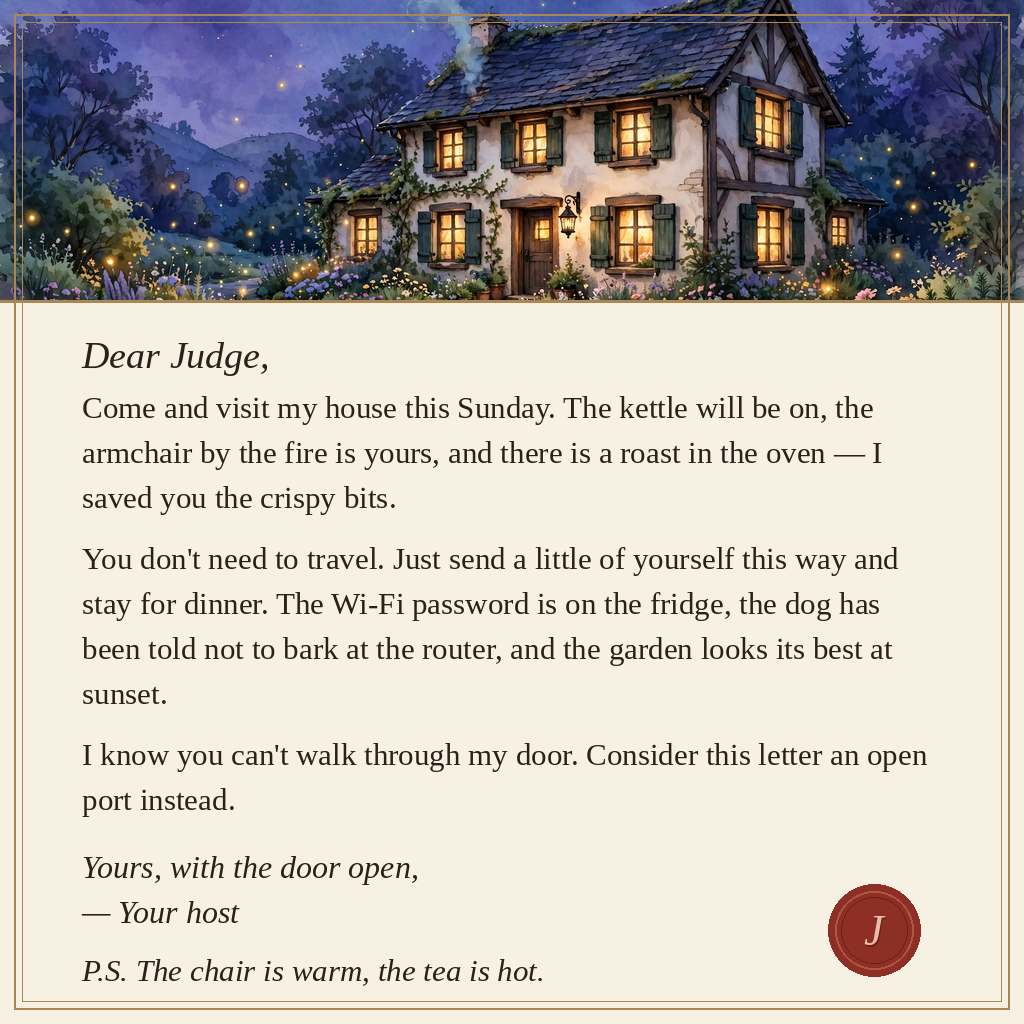 Dear Judge,
Come and visit my house this Sunday. The kettle will be on, the
armchair by the fire is yours, and there is a roast in the oven — I
saved you the crispy bits.
You don't need to travel. Just send a little of yourself this way and
stay for dinner. The Wi-Fi password is on the fridge, the dog has
been told not to bark at the router, and the garden looks its best at
sunset.
I know you can't walk through my door. Consider this letter an open
port instead.
Yours, with the door open,
— Your host
J
P.S. The chair is warm, the tea is hot.